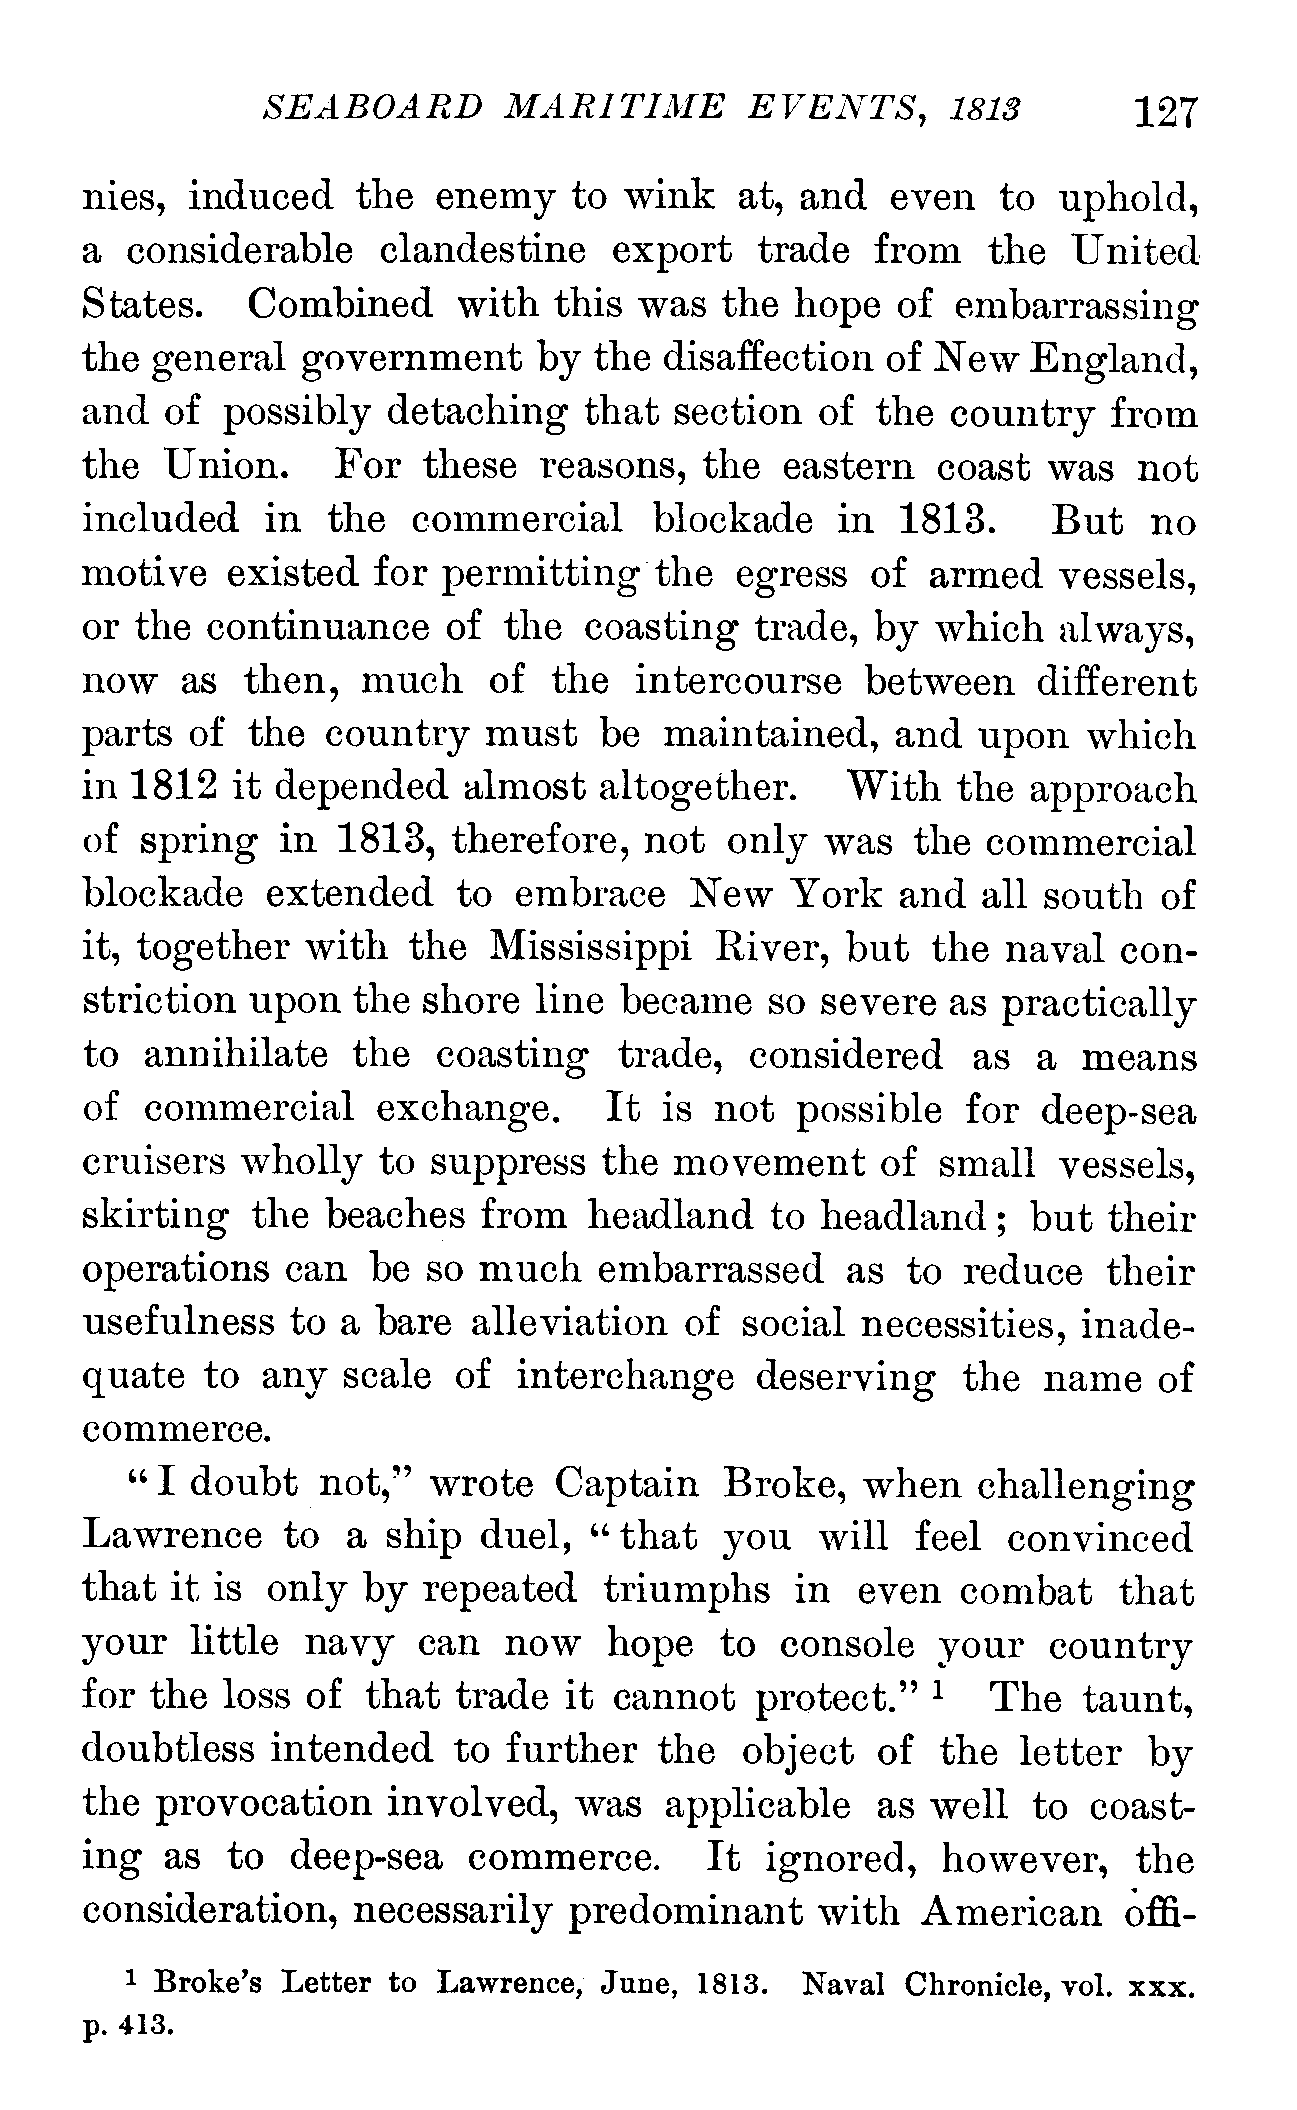 SEABOARD MARITIME EVENTS, 1813 127
nies, induced the enemy to wink at, and even to uphold,
a considerable clandestine export trade from the United
States. Combined with this was the hope of embarrassing
the general government by the disaffection of New England,
and of possibly detaching that section of the country from
the Union. For these reasons, the eastern coast was not
included in the commercial blockade in 1813. But no
motive existed for permitting the egress of armed vessels,
or the continuance of the coasting trade, by which always,
now as then, much of the intercourse between different
parts of the country must be maintained, and upon which
in 1812 it depended almost altogether. With the approach
of spring in 1813, therefore, not only was the commercial
blockade extended to embrace New York and all south of
it, together with the Mississippi River, but the naval con-
striction upon the shore line became so severe as practically
to annihilate the coasting trade, considered as a means
of commercial exchange. It is not possible for deep-sea
cruisers wholly to suppress the movement of small vessels,
skirting the beaches from headland to headland; but their
operations can be so much embarrassed as to reduce their
usefulness to a bare alleviation of social necessities, inade-
quate to any scale of interchange deserving the name of
commerce.
"I doubt not," wrote Captain Broke, when challenging
Lawrence to a ship duel, "that you will feel convinced
that it is only by repeated triumphs in even combat that
your little navy can now hope to console your country
for the loss of that trade it cannot protect." ¹ The taunt,
doubtless intended to further the object of the letter by
the provocation involved, was applicable as well to coast-
ing as to deep-sea commerce. It ignored, however, the
consideration, necessarily predominant with American offi-
¹ Broke's Letter to Lawrence, June, 1813. Naval Chronicle, vol. xxx.
p. 413.